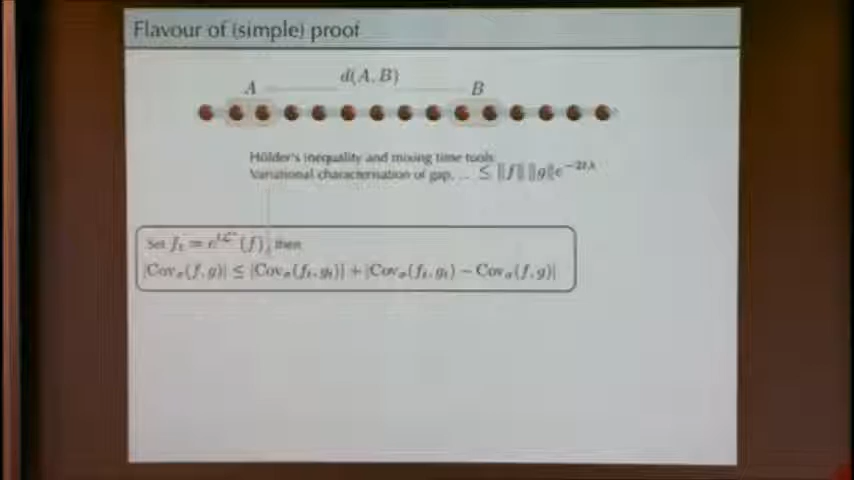 Flavour of (simple) proof
d(A, B)
A
B
Hölder's inequality and mixing time tools
Variational characterisation of gap, ... ≤ ‖f‖ ‖g‖e^{−2tλ}
Set f_t = e^{tL*}(f), then
|Cov_σ(f, g)| ≤ |Cov_σ(f_t, g_t)| + |Cov_σ(f_t, g_t) − Cov_σ(f, g)|